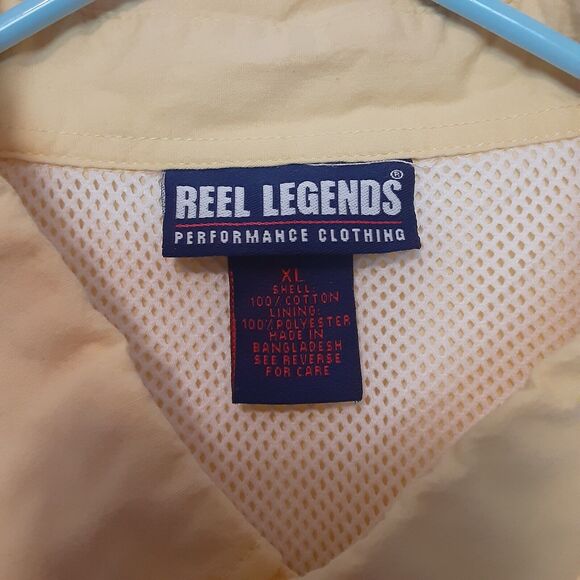 REEL LEGENDS®
PERFORMANCE CLOTHING
XL
SHELL:
100% COTTON
LINING:
100% POLYESTER
MADE IN
BANGLADESH
SEE REVERSE
FOR CARE